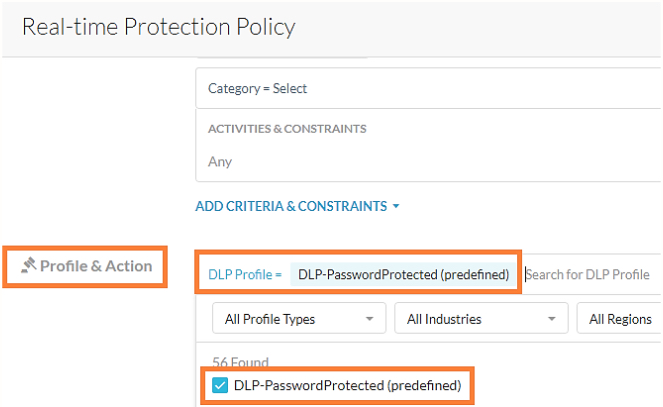 Real-time Protection Policy
Category = Select
ACTIVITIES & CONSTRAINTS
Any
ADD CRITERIA & CONSTRAINTS
Profile & Action
DLP Profile = DLP-PasswordProtected (predefined) Search for DLP Profile
All Profile Types All Industries All Regions
56 Found
DLP-PasswordProtected (predefined)